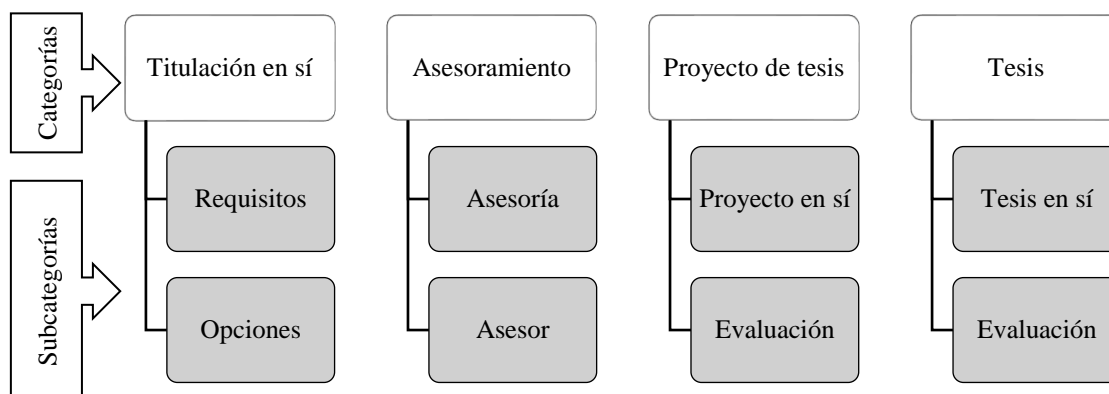 Categorías
Titulación en sí
Asesoramiento
Proyecto de tesis
Tesis
Subcategorías
Requisitos
Asesoría
Proyecto en sí
Tesis en sí
Opciones
Asesor
Evaluación
Evaluación